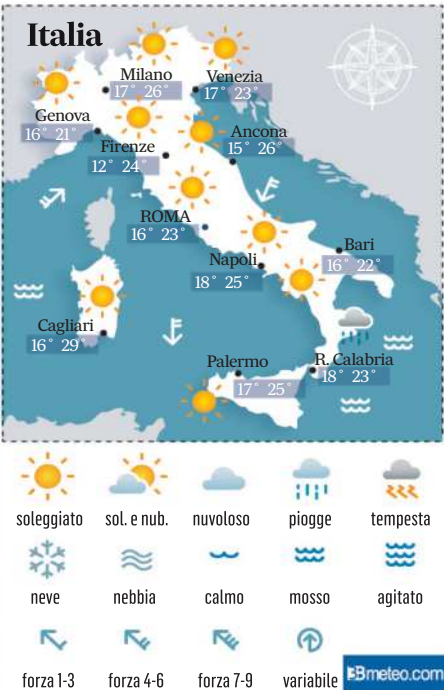 Italia
Milano
17° 26°
Venezia
17° 23°
Genova
16° 21°
Ancona
15° 26°
Firenze
12° 24°
ROMA
16° 23°
Bari
16° 22°
Napoli
18° 25°
Cagliari
16° 29°
Palermo
17° 25°
R. Calabria
18° 23°
soleggiato sol. e nub. nuvoloso piogge tempesta
neve nebbia calmo mosso agitato
forza 1-3 forza 4-6 forza 7-9 variabile
3Bmeteo.com